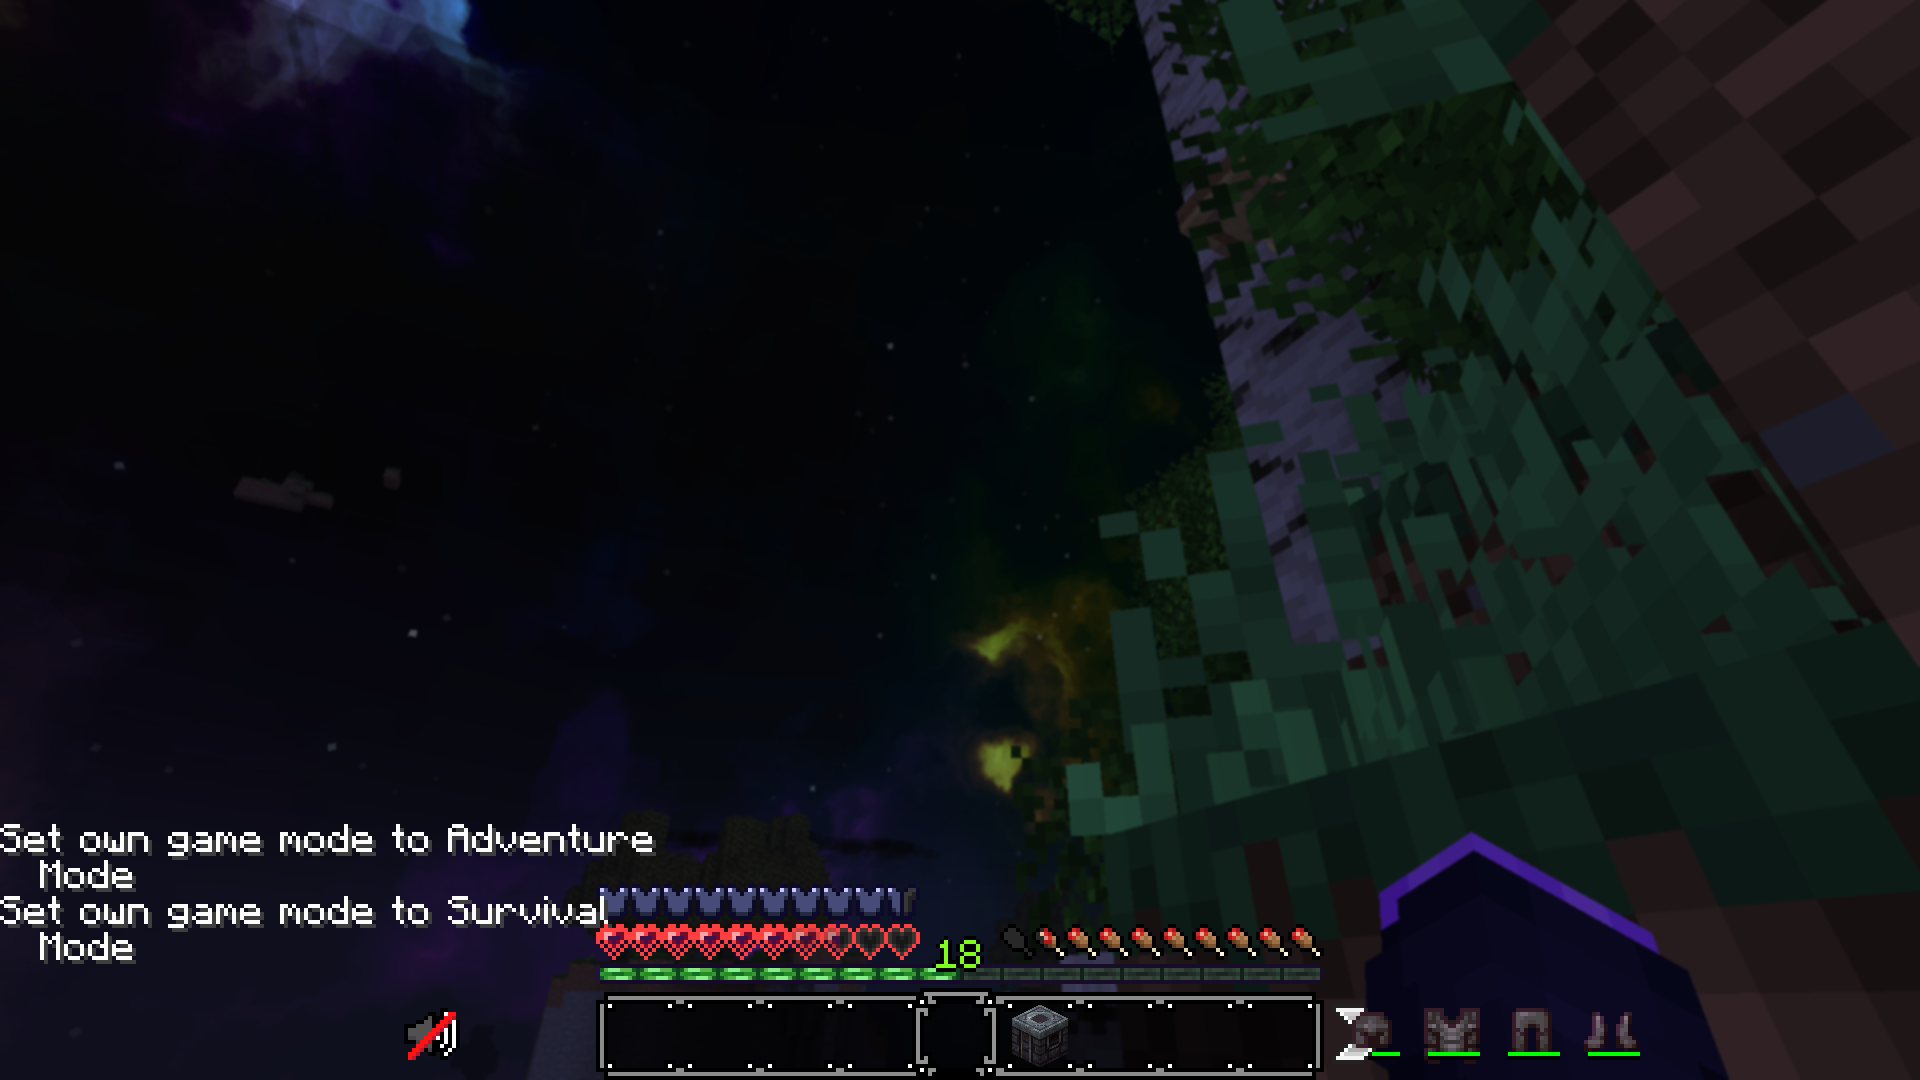 Set own game mode to Adventure
Mode
Set own game mode to Survival
Mode
18